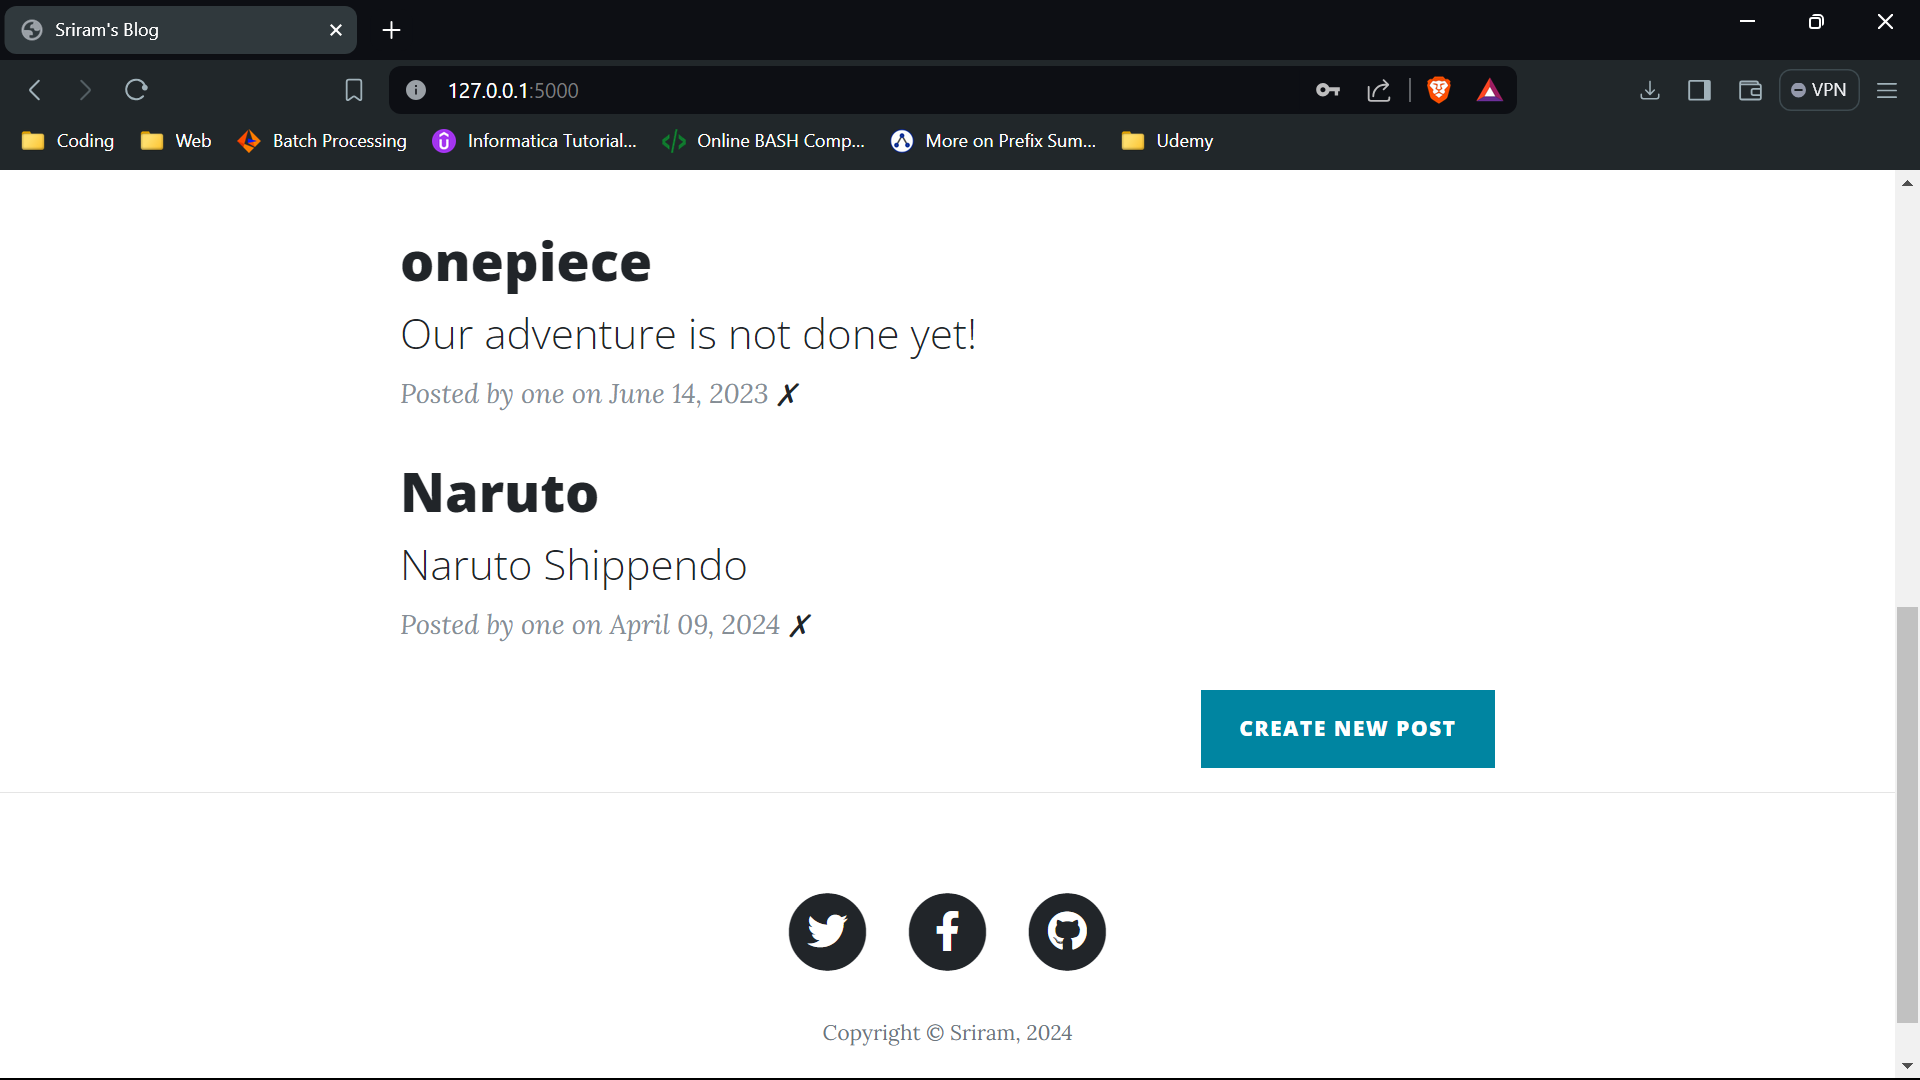 Sriram's Blog
127.0.0.1:5000
VPN
Coding
Web
Batch Processing
Informatica Tutorial...
Online BASH Comp...
More on Prefix Sum...
Udemy
onepiece
Our adventure is not done yet!
Posted by one on June 14, 2023 ✗
Naruto
Naruto Shippendo
Posted by one on April 09, 2024 ✗
CREATE NEW POST
Copyright © Sriram, 2024